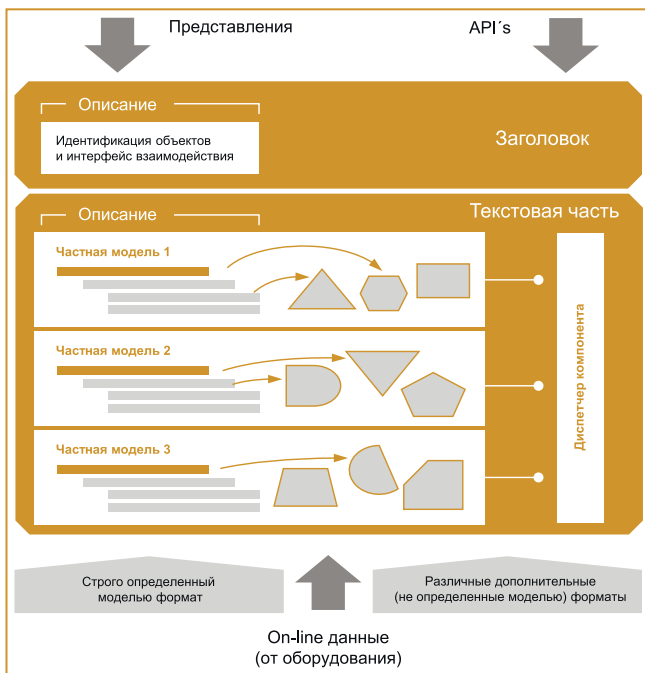 Представления
API´s
Описание
Идентификация объектов
и интерфейс взаимодействия
Заголовок
Описание
Текстовая часть
Частная модель 1
Частная модель 2
Частная модель 3
Диспетчер компонента
Строго определенный
моделью формат
Различные дополнительные
(не определенные моделью) форматы
On-line данные
(от оборудования)